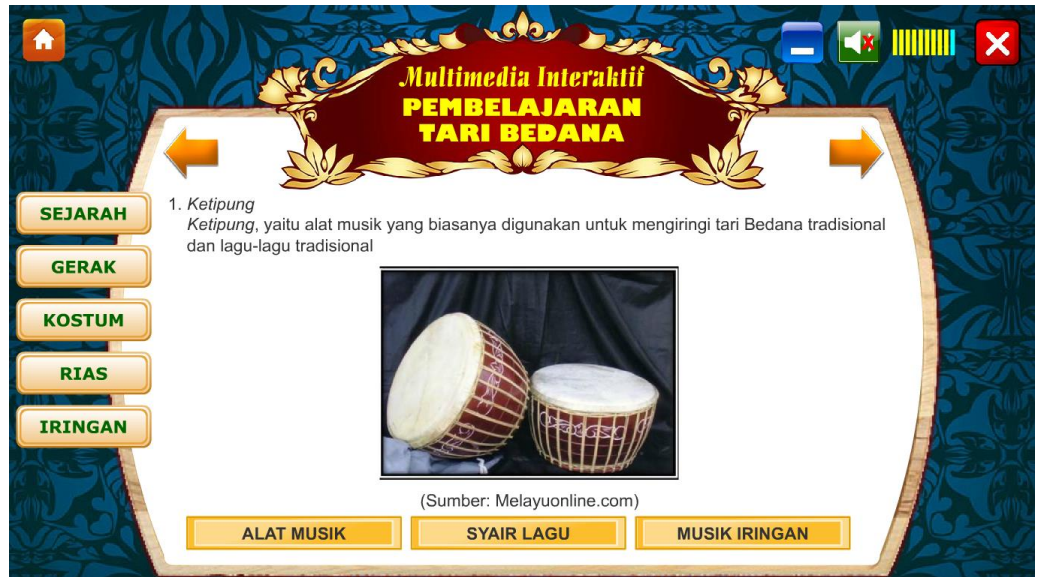 Multimedia Interaktif
PEMBELAJARAN
TARI BEDANA
SEJARAH
GERAK
KOSTUM
RIAS
IRINGAN
1. Ketipung
Ketipung, yaitu alat musik yang biasanya digunakan untuk mengiringi tari Bedana tradisional
dan lagu-lagu tradisional
(Sumber: Melayuonline.com)
ALAT MUSIK
SYAIR LAGU
MUSIK IRINGAN